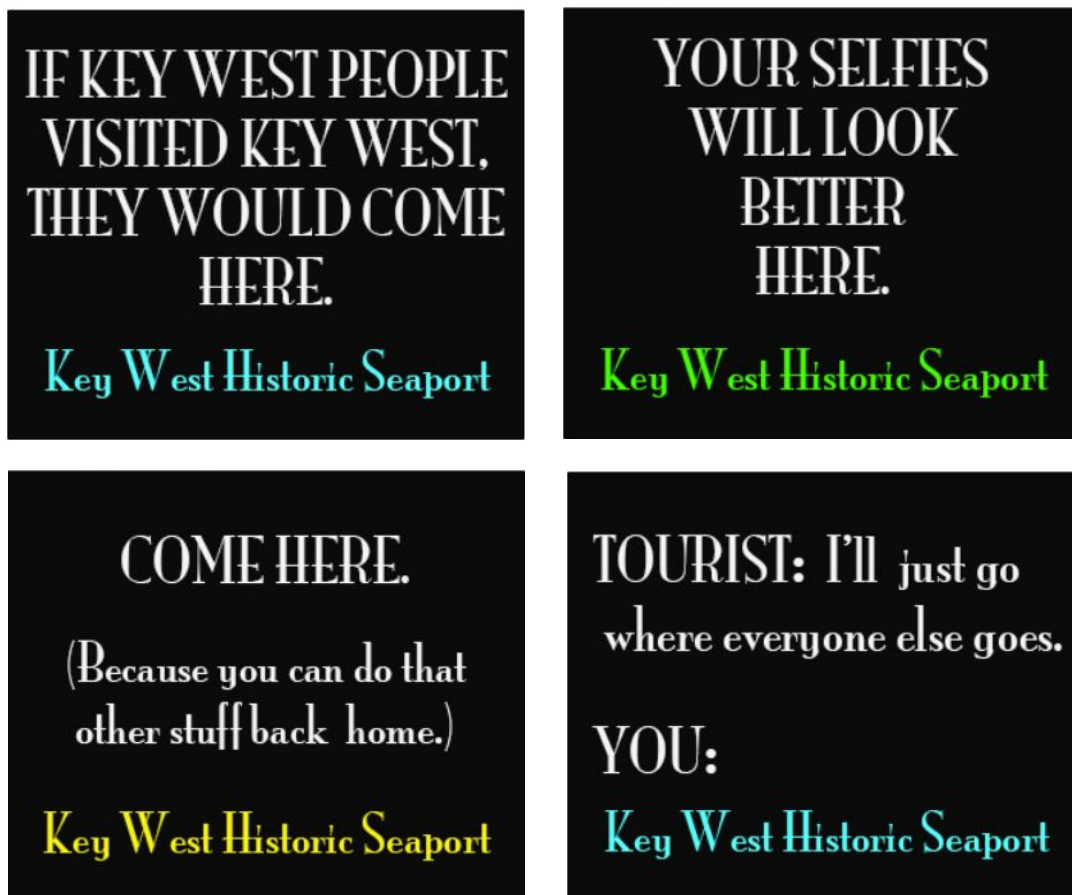 IF KEY WEST PEOPLE
VISITED KEY WEST,
THEY WOULD COME
HERE.
Key West Historic Seaport
YOUR SELFIES
WILL LOOK
BETTER
HERE.
Key West Historic Seaport
COME HERE.
(Because you can do that
other stuff back home.)
Key West Historic Seaport
TOURIST: I'll just go
where everyone else goes.
YOU:
Key West Historic Seaport